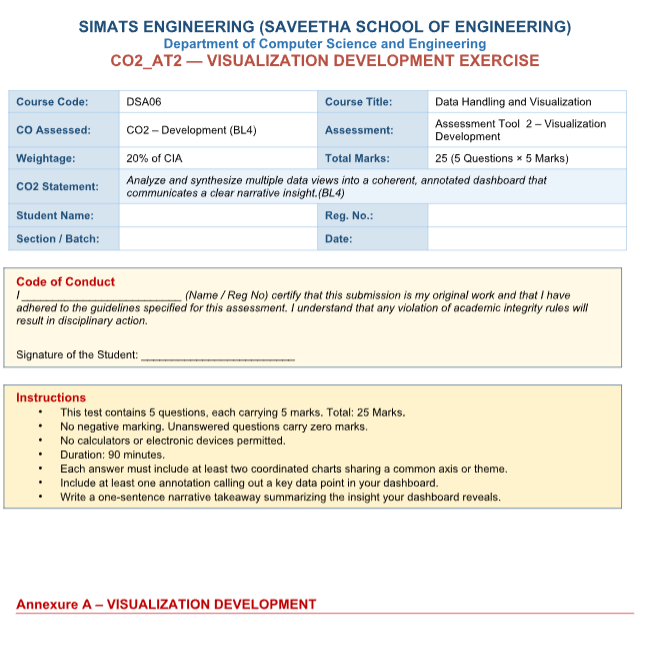 SIMATS ENGINEERING (SAVEETHA SCHOOL OF ENGINEERING)
Department of Computer Science and Engineering
CO2_AT2 — VISUALIZATION DEVELOPMENT EXERCISE
Course Code: DSA06 Course Title: Data Handling and Visualization
CO Assessed: CO2 – Development (BL4) Assessment: Assessment Tool 2 – Visualization
Development
Weightage: 20% of CIA Total Marks: 25 (5 Questions × 5 Marks)
CO2 Statement: Analyze and synthesize multiple data views into a coherent, annotated dashboard that
communicates a clear narrative insight.(BL4)
Student Name: Reg. No.:
Section / Batch: Date:
Code of Conduct
I ____________________________ (Name / Reg No) certify that this submission is my original work and that I have
adhered to the guidelines specified for this assessment. I understand that any violation of academic integrity rules will
result in disciplinary action.
Signature of the Student: ___________________________
Instructions
• This test contains 5 questions, each carrying 5 marks. Total: 25 Marks.
• No negative marking. Unanswered questions carry zero marks.
• No calculators or electronic devices permitted.
• Duration: 90 minutes.
• Each answer must include at least two coordinated charts sharing a common axis or theme.
• Include at least one annotation calling out a key data point in your dashboard.
• Write a one-sentence narrative takeaway summarizing the insight your dashboard reveals.
Annexure A – VISUALIZATION DEVELOPMENT